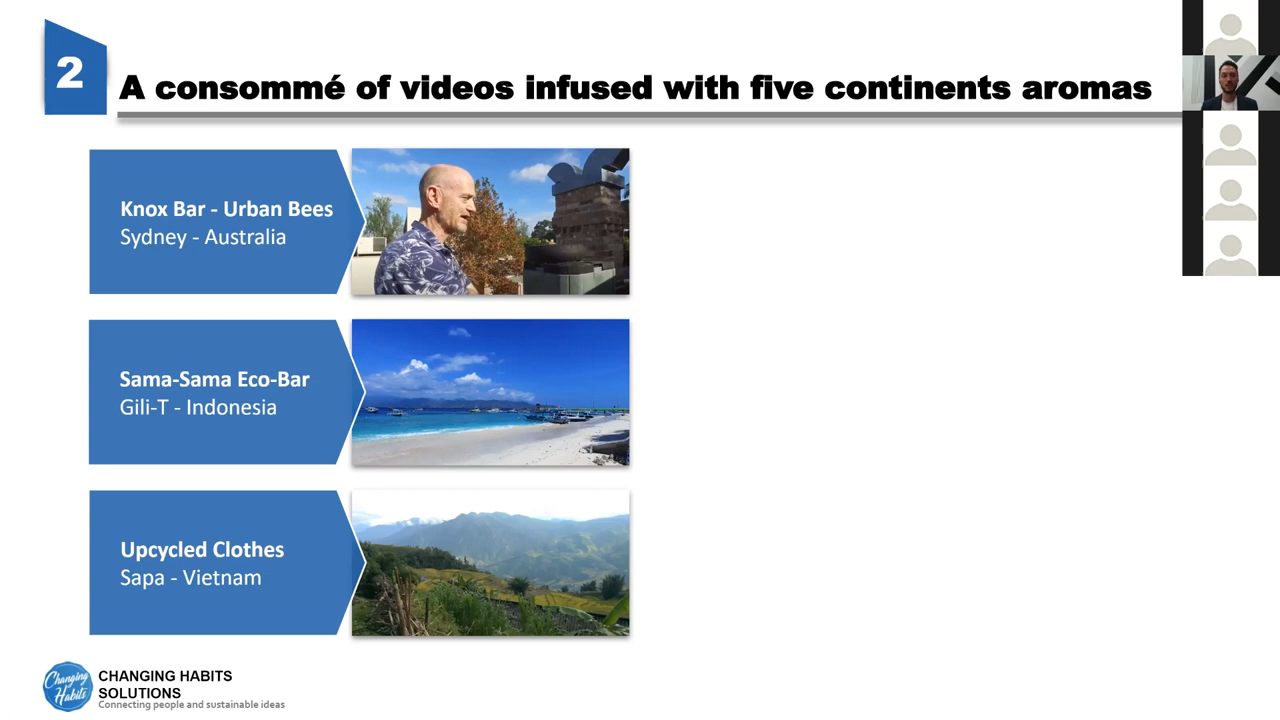 2
A consommé of videos infused with five continents aromas
Knox Bar - Urban Bees
Sydney - Australia
Sama-Sama Eco-Bar
Gili-T - Indonesia
Upcycled Clothes
Sapa - Vietnam
Changing
Habits
CHANGING HABITS
SOLUTIONS
Connecting people and sustainable ideas